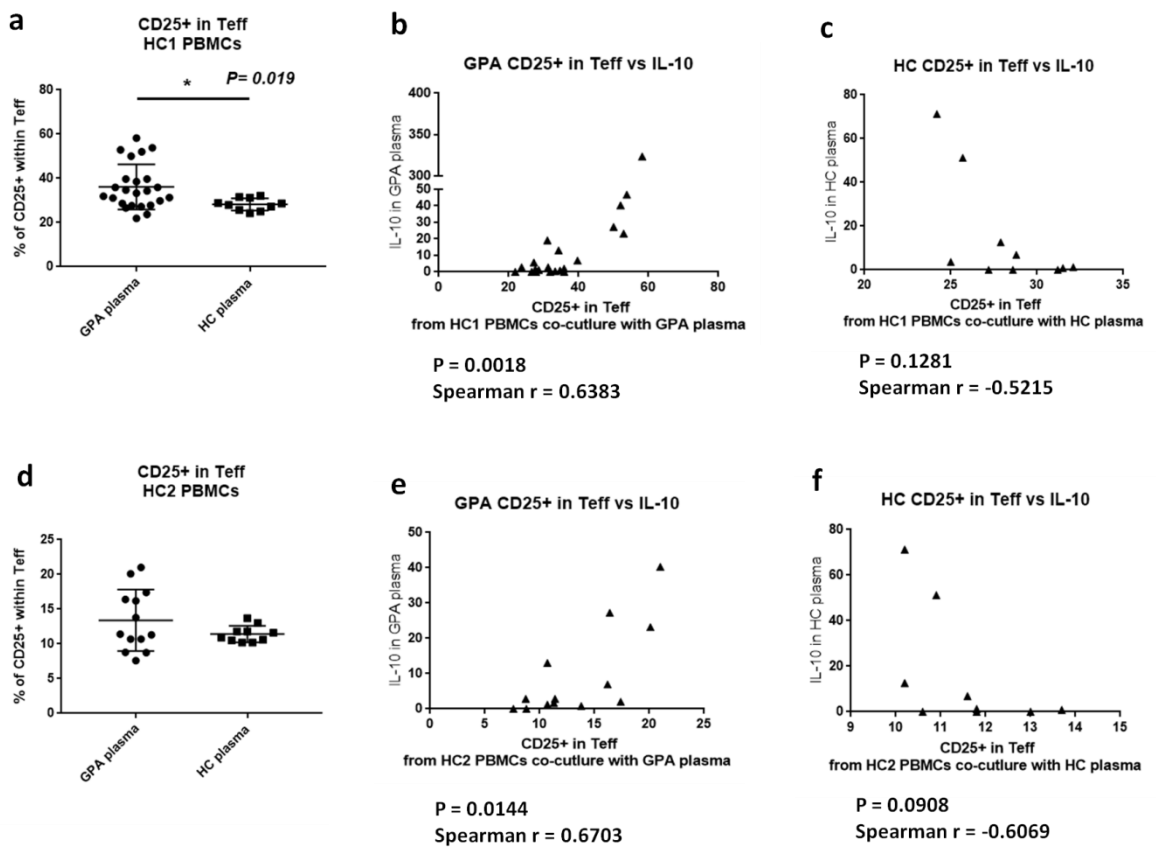 a
CD25+ in Teff
HC1 PBMCs
*
P= 0.019
% of CD25+ within Teff
80
60
40
20
0
GPA plasma
HC plasma
b
GPA CD25+ in Teff vs IL-10
IL-10 in GPA plasma
400
300
200
100
50
40
30
20
10
0
0
20
40
60
80
CD25+ in Teff
from HC1 PBMCs co-cutlure with GPA plasma
P = 0.0018
Spearman r = 0.6383
c
HC CD25+ in Teff vs IL-10
IL-10 in HC plasma
80
60
40
20
0
20
25
30
35
CD25+ in Teff
from HC1 PBMCs co-cutlure with HC plasma
P = 0.1281
Spearman r = -0.5215
d
CD25+ in Teff
HC2 PBMCs
% of CD25+ within Teff
25
20
15
10
5
0
GPA plasma
HC plasma
e
GPA CD25+ in Teff vs IL-10
IL-10 in GPA plasma
50
40
30
20
10
0
0
5
10
15
20
25
CD25+ in Teff
from HC2 PBMCs co-cutlure with GPA plasma
P = 0.0144
Spearman r = 0.6703
f
HC CD25+ in Teff vs IL-10
IL-10 in HC plasma
80
60
40
20
0
9
10
11
12
13
14
15
CD25+ in Teff
from HC2 PBMCs co-cutlure with HC plasma
P = 0.0908
Spearman r = -0.6069